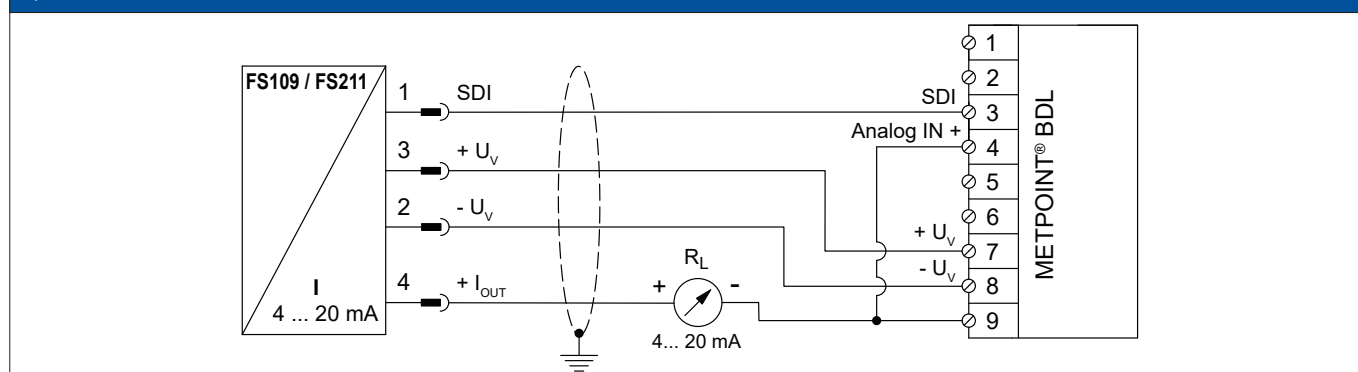 FS109 / FS211
1 SDI
3 + Uv
2 - Uv
4 + IOUT
I
4 ... 20 mA
+ RL -
4... 20 mA
SDI
Analog IN +
+ Uv
- Uv
1
2
3
4
5
6
7
8
9
METPOINT® BDL